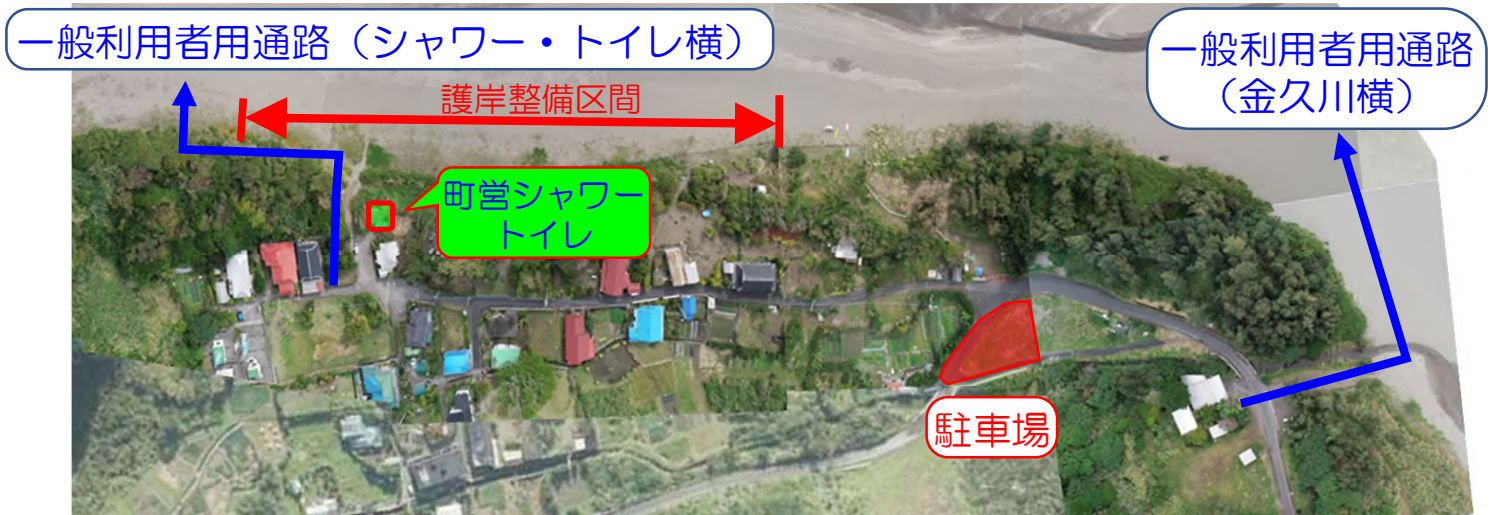 一般利用者用通路（シャワー・トイレ横）
護岸整備区間
一般利用者用通路
（金久川横）
町営シャワー
トイレ
駐車場